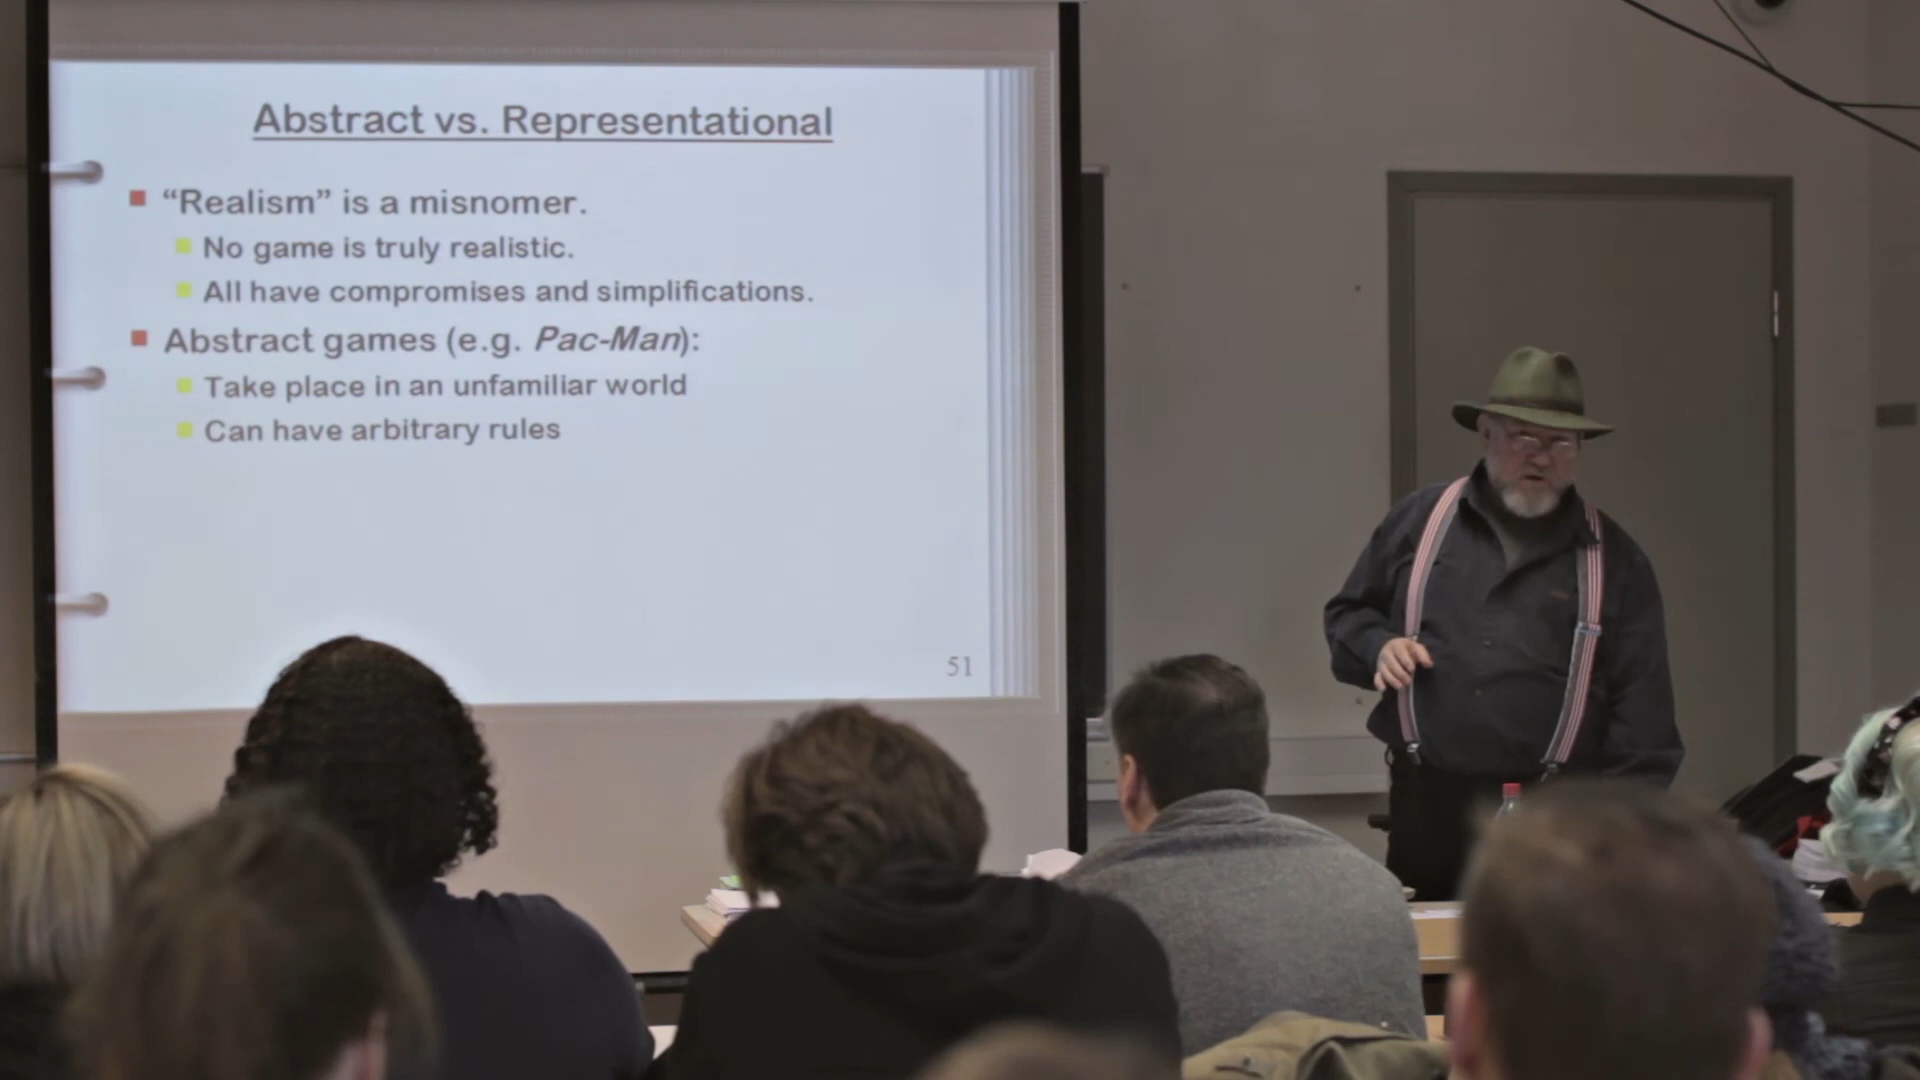 Abstract vs. Representational
“Realism” is a misnomer.
No game is truly realistic.
All have compromises and simplifications.
Abstract games (e.g. Pac-Man):
Take place in an unfamiliar world
Can have arbitrary rules
51